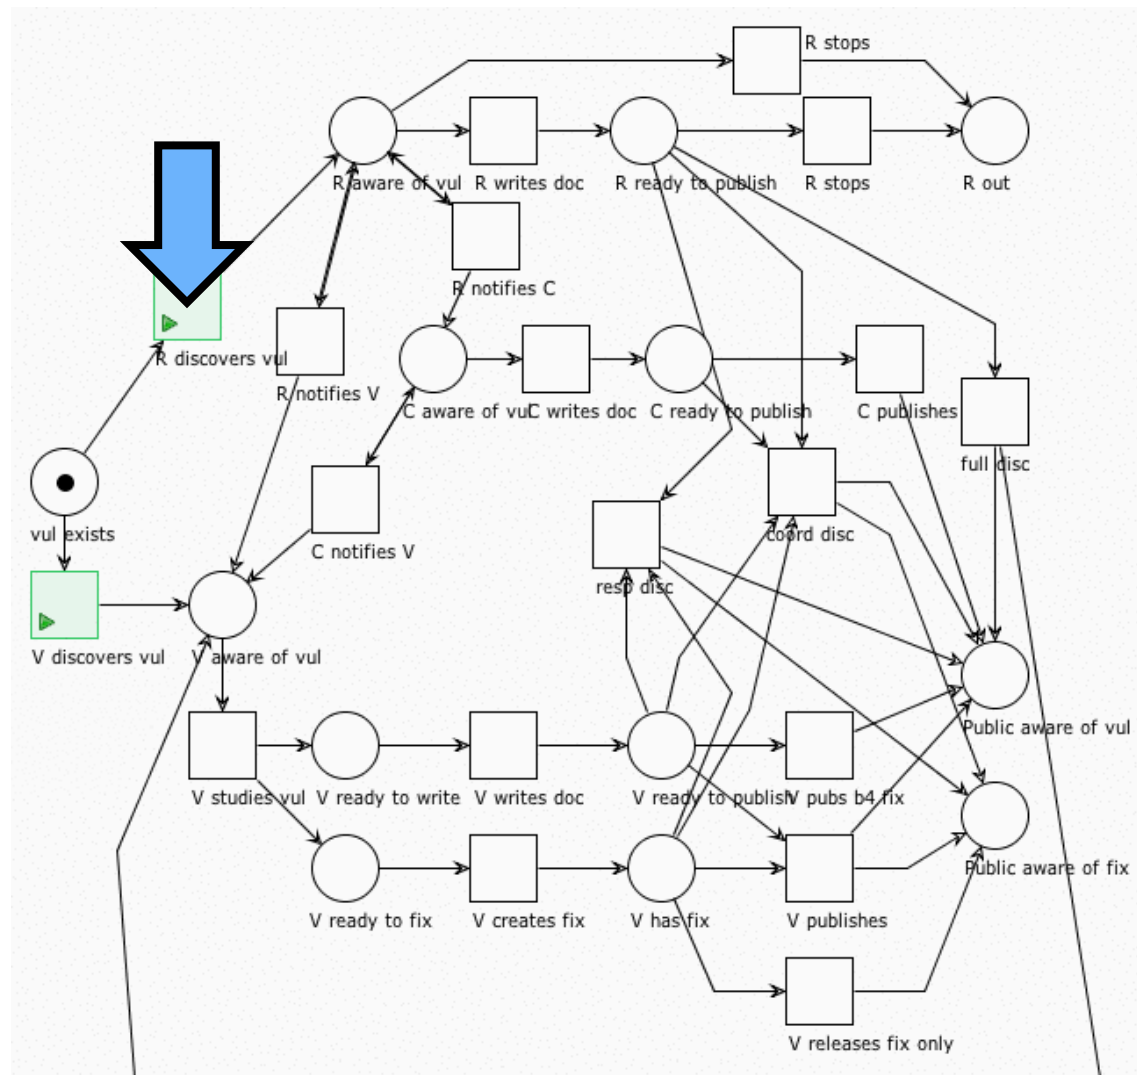 R stops
R aware of vul
R writes doc
R ready to publish
R stops
R out
R notifies C
R discovers vul
R notifies V
C aware of vul
C writes doc
C ready to publish
C publishes
full disc
vul exists
C notifies V
coord disc
resp disc
V discovers vul
V aware of vul
Public aware of vul
V studies vul
V ready to write
V writes doc
V ready to publish
V pubs b4 fix
Public aware of fix
V ready to fix
V creates fix
V has fix
V publishes
V releases fix only